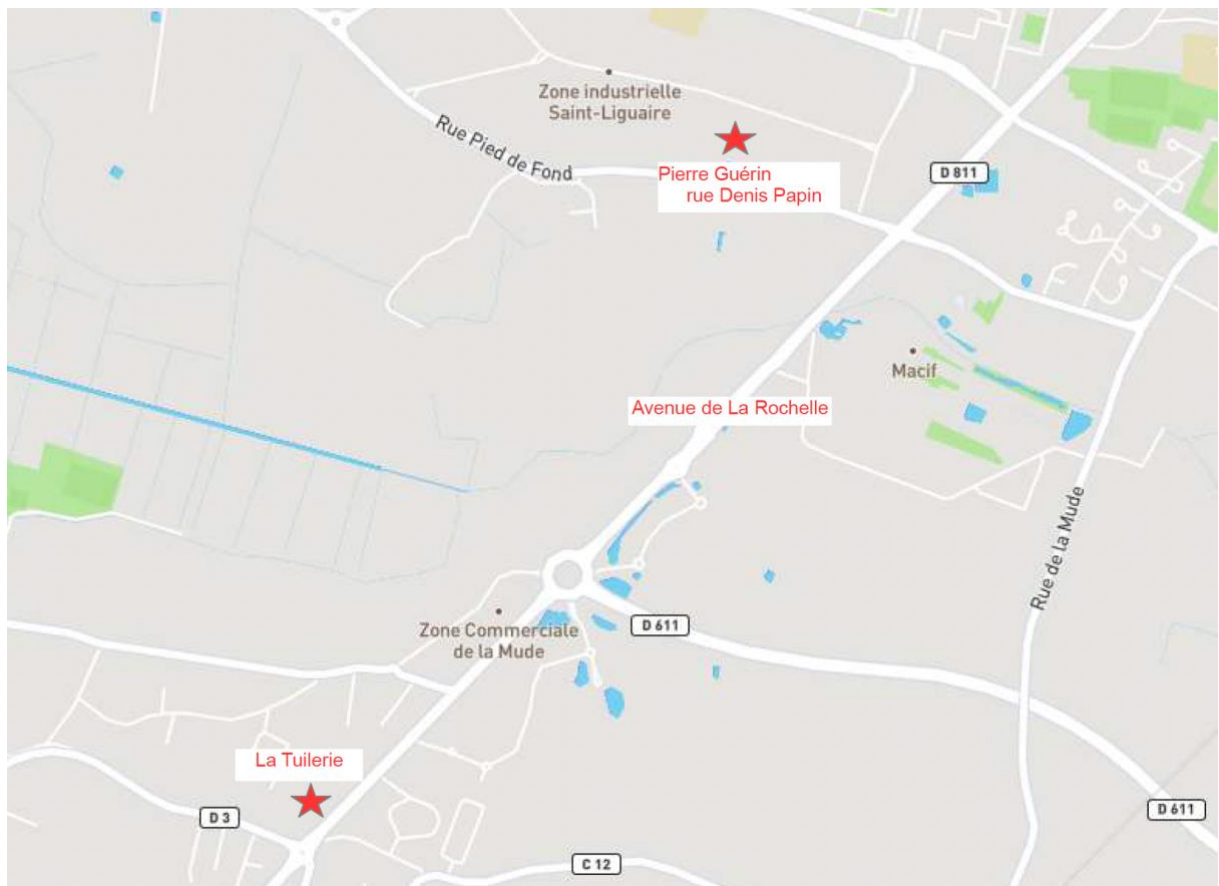 Zone industrielle
Saint-Liguaire
Rue Pied de Fond
Pierre Guérin
rue Denis Papin
D 811
Macif
Avenue de La Rochelle
Rue de la Mude
Zone Commerciale
de la Mude
D 611
La Tuilerie
D 3
D 611
C 12